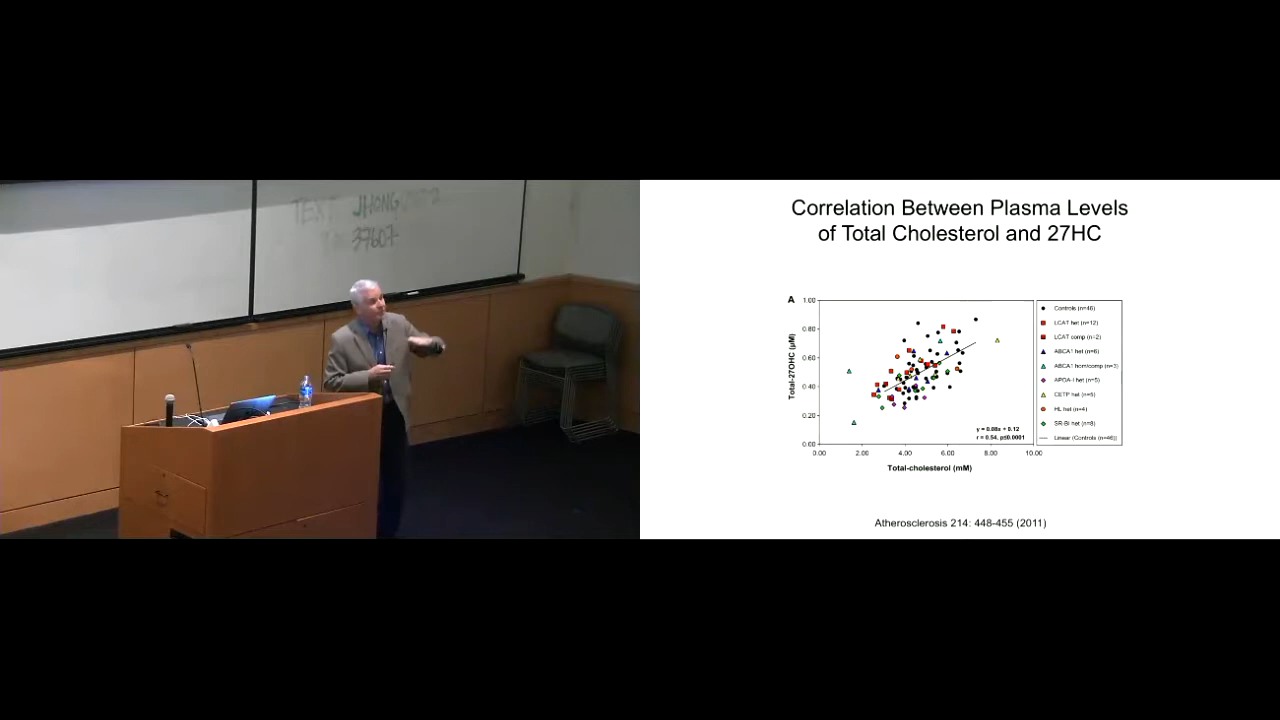 TEXT JHONG
37607
Correlation Between Plasma Levels
of Total Cholesterol and 27HC
A
1.00
0.80
0.60
0.40
0.20
0.00
Total-27OHC (µM)
0.00 2.00 4.00 6.00 8.00 10.00
Total-cholesterol (mM)
r = 0.54, p≤0.0001
Controls (n=46)
LCAT het (n=12)
LCAT comp (n=2)
ABCA1 het (n=6)
ABCA1 hom/comp (n=3)
APOA-I het (n=5)
CETP het (n=5)
HL het (n=4)
SR-BI het (n=8)
Linear (Controls (n=46))
Atherosclerosis 214: 448-455 (2011)